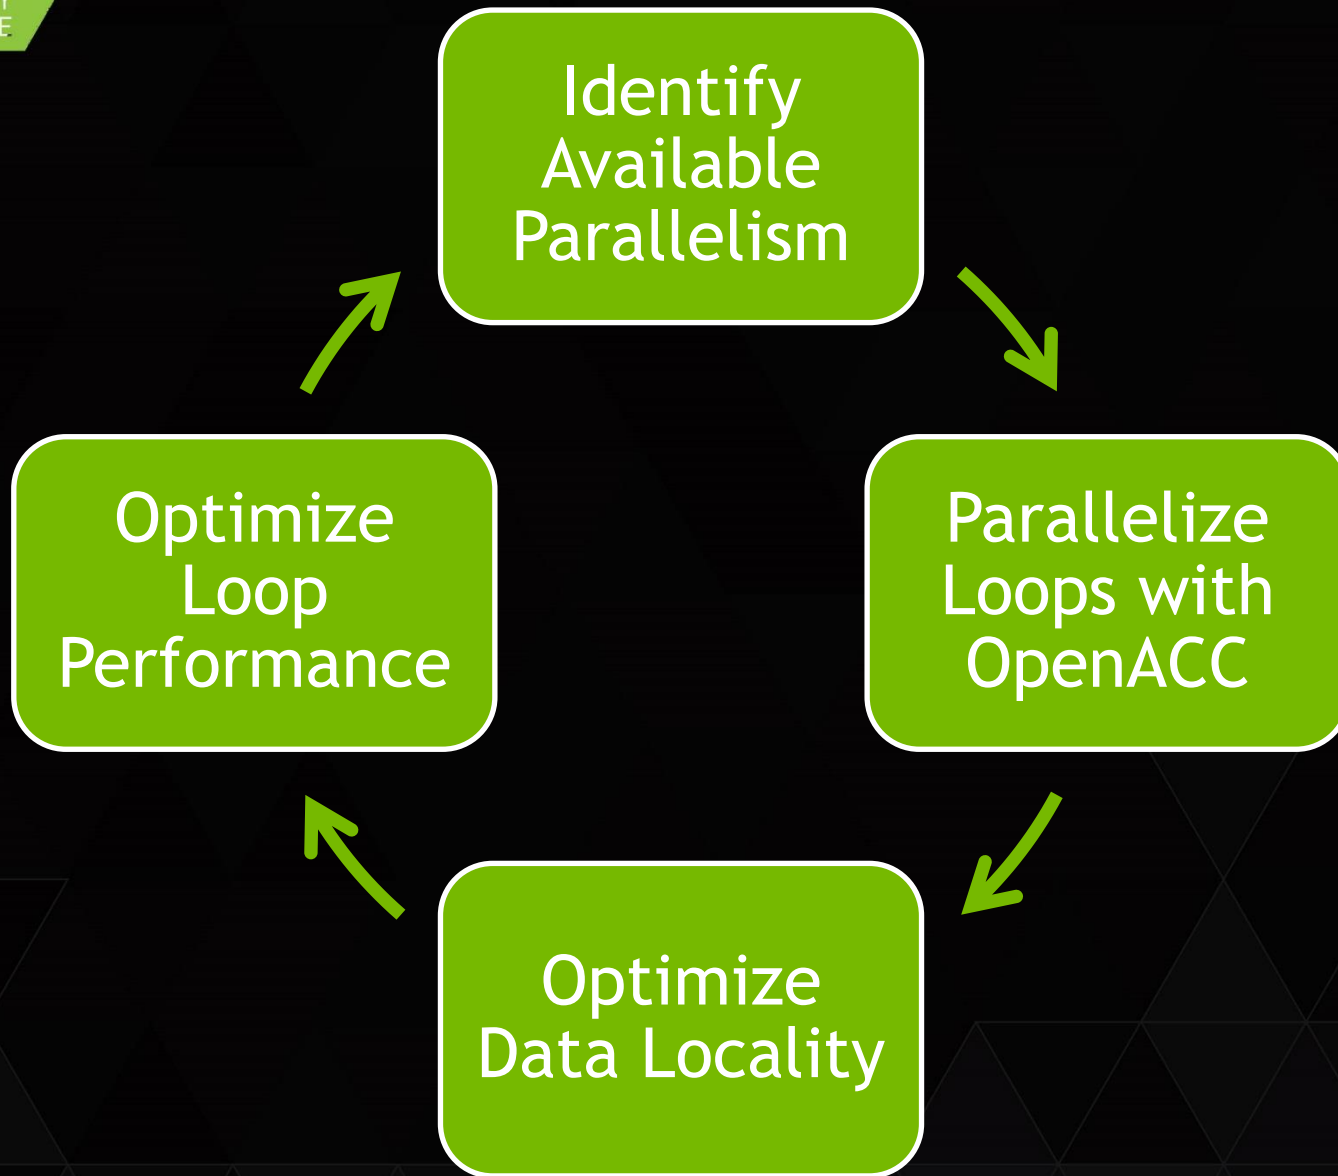 Identify
Available
Parallelism
Optimize
Loop
Performance
Parallelize
Loops with
OpenACC
Optimize
Data Locality